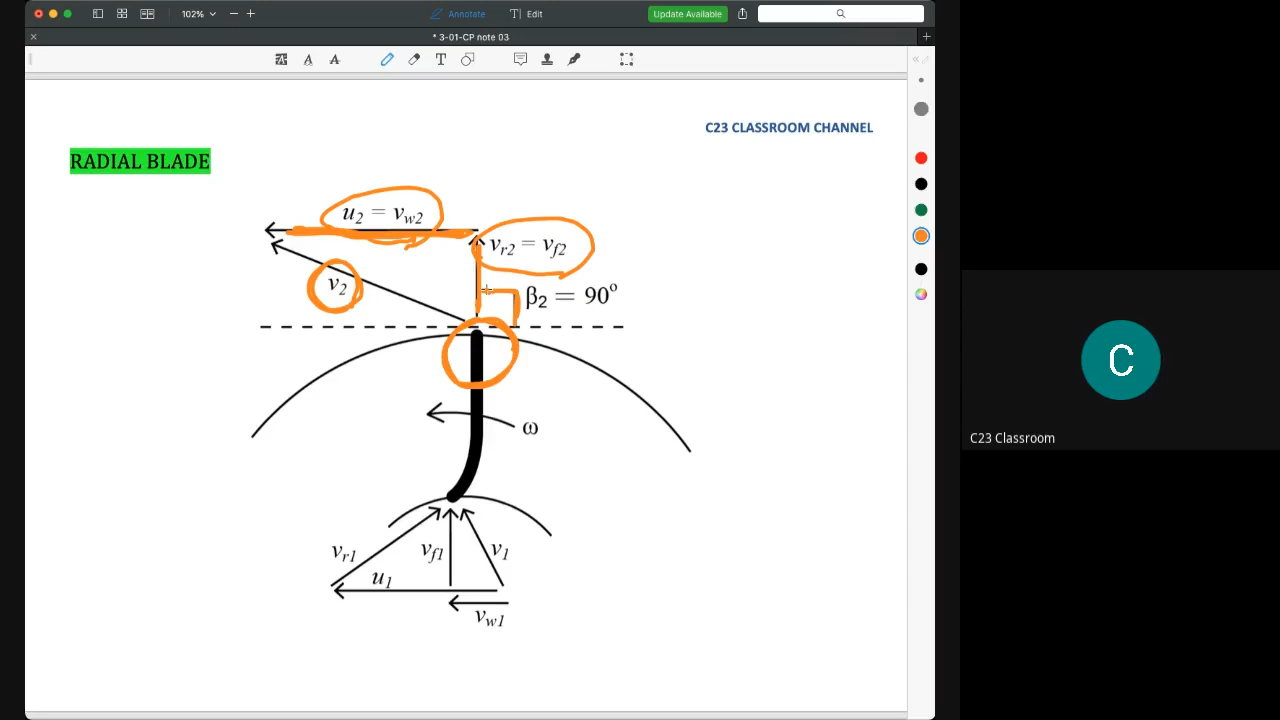 102%
Annotate
T| Edit
Update Available
* 3-01-CP note 03
A A A T
C23 CLASSROOM CHANNEL
RADIAL BLADE
u2 = vw2
vr2 = vf2
v2
β2 = 90°
ω
C
C23 Classroom
vr1
vf1
v1
u1
vw1